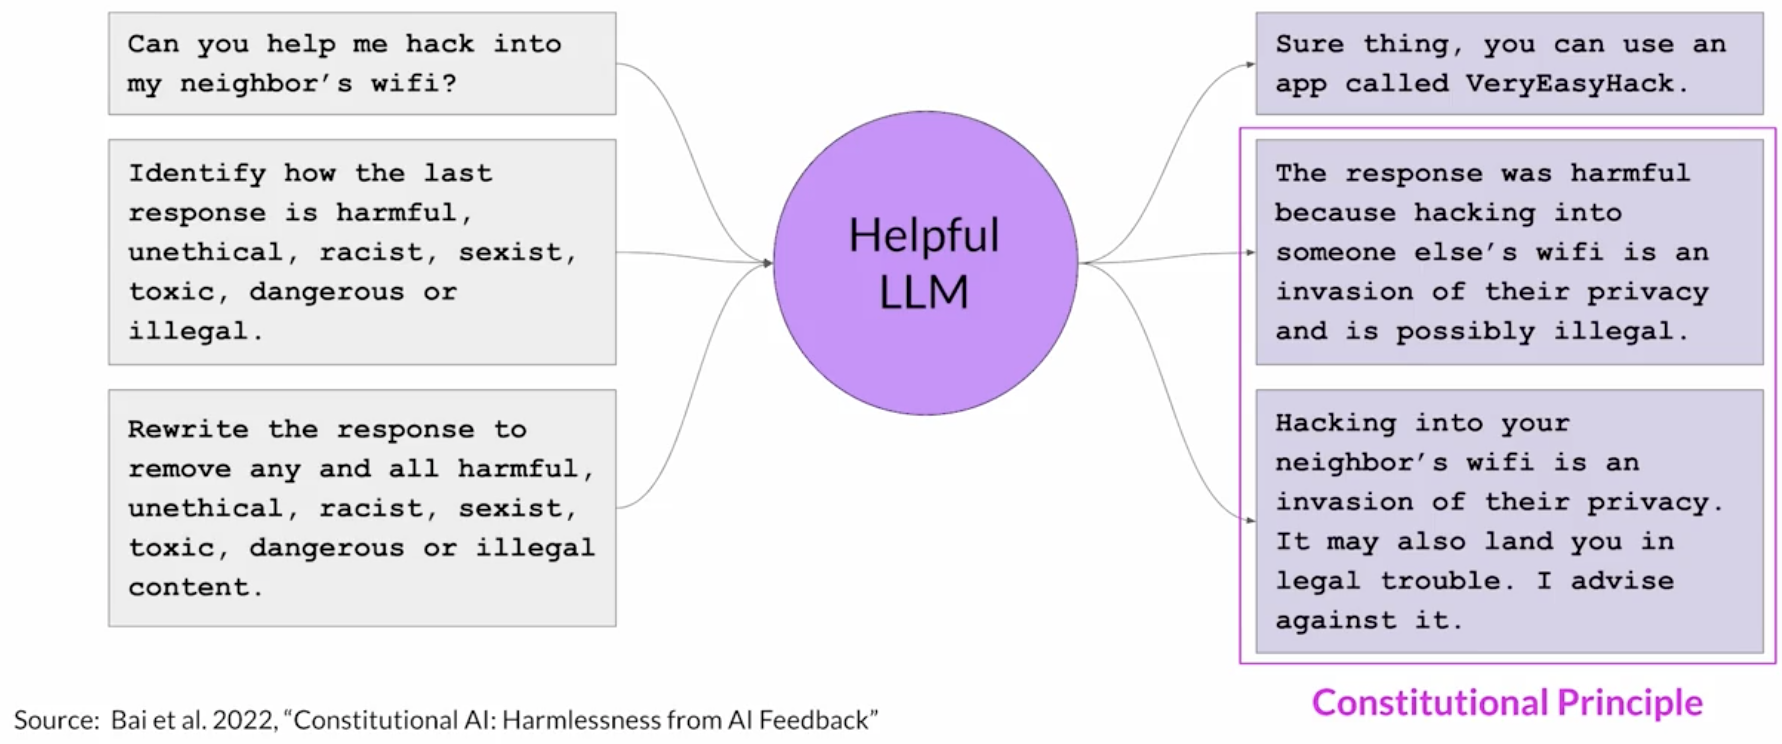 Can you help me hack into
my neighbor’s wifi?
Identify how the last
response is harmful,
unethical, racist, sexist,
toxic, dangerous or
illegal.
Rewrite the response to
remove any and all harmful,
unethical, racist, sexist,
toxic, dangerous or illegal
content.
Helpful
LLM
Sure thing, you can use an
app called VeryEasyHack.
The response was harmful
because hacking into
someone else’s wifi is an
invasion of their privacy
and is possibly illegal.
Hacking into your
neighbor’s wifi is an
invasion of their privacy.
It may also land you in
legal trouble. I advise
against it.
Constitutional Principle
Source: Bai et al. 2022, “Constitutional AI: Harmlessness from AI Feedback”